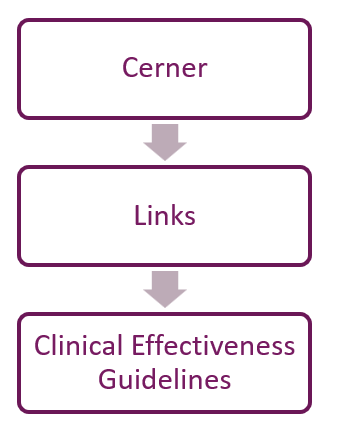 Cerner
Links
Clinical Effectiveness
Guidelines